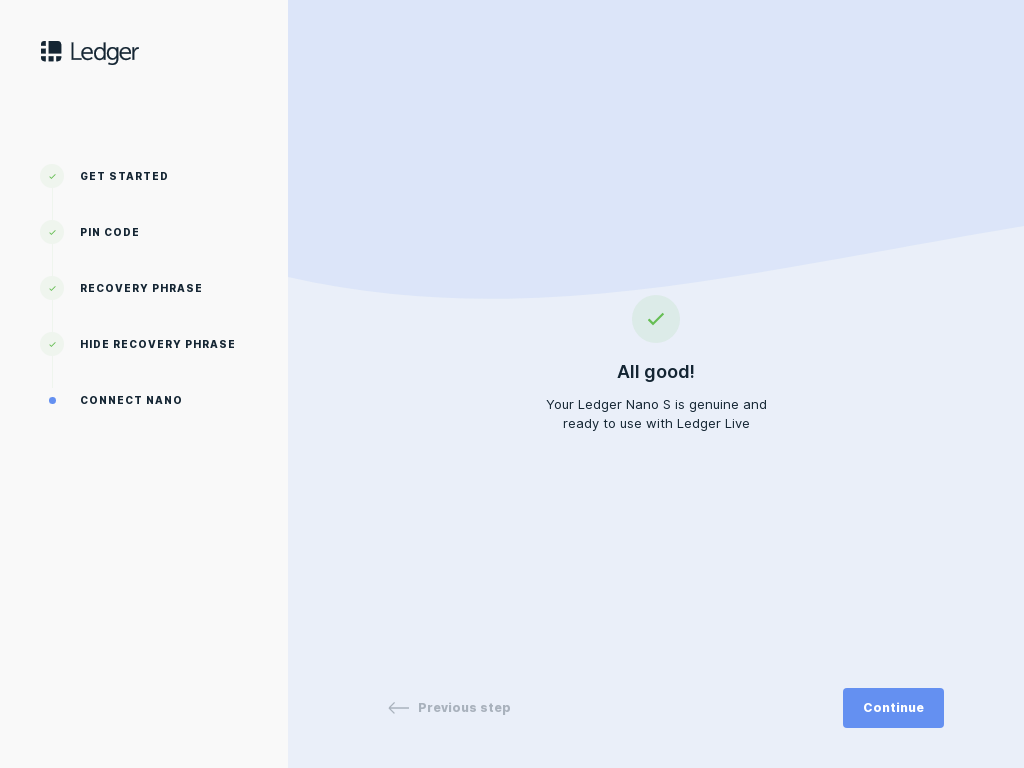 Ledger
GET STARTED
PIN CODE
RECOVERY PHRASE
HIDE RECOVERY PHRASE
CONNECT NANO
All good!
Your Ledger Nano S is genuine and
ready to use with Ledger Live
Previous step
Continue